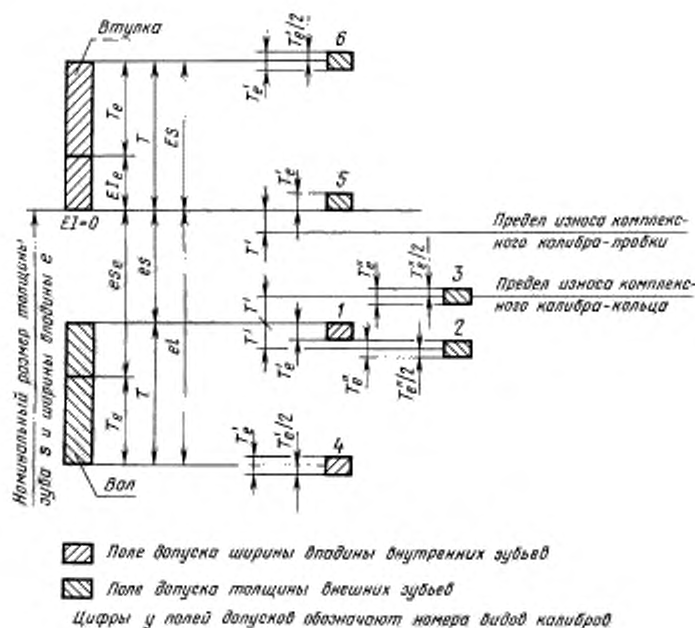 Втулка
6
T'e
T'e/2
Te
T
ES
EIe
5
T'e
EI=0
Предел износа комплекс-
ного калибра-пробки
T'
ese
es
T"e
T"e/2
3
Предел износа комплекс-
ного калибра-кольца
T'
1
T'
2
T'e
T"e
T"e/2
ei
Te
T
T'e
T'e/2
4
Вал
Номинальный размер толщины
зуба s и ширины впадины e
Поле допуска ширины впадины внутренних зубьев
Поле допуска толщины внешних зубьев
Цифры у полей допусков обозначают номера видов калибров